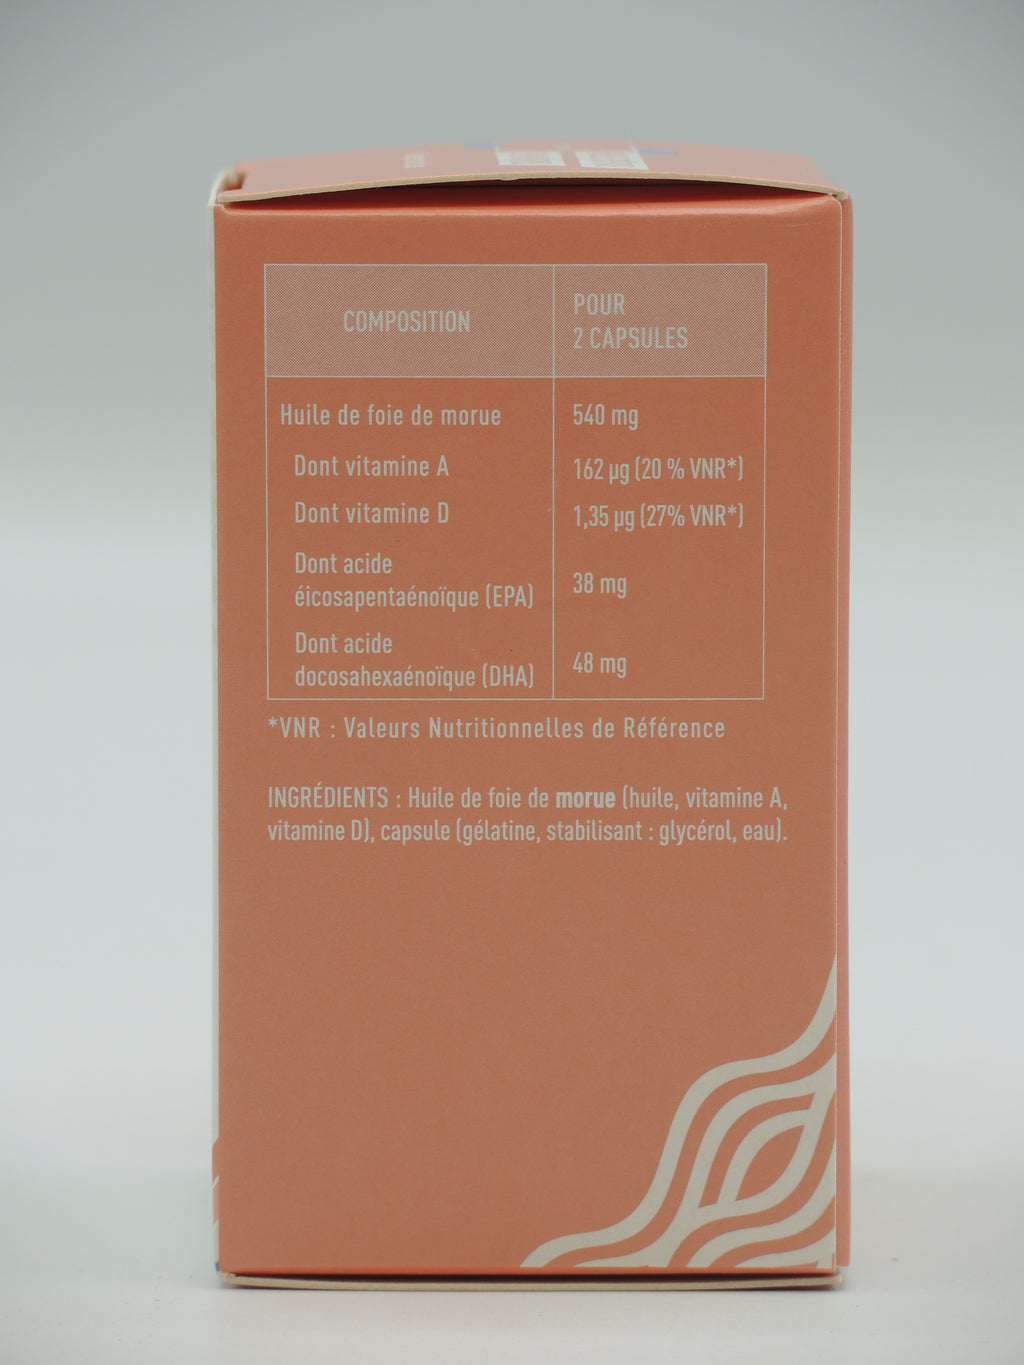 COMPOSITION
POUR
2 CAPSULES
Huile de foie de morue
540 mg
Dont vitamine A
162 µg (20 % VNR*)
Dont vitamine D
1,35 µg (27% VNR*)
Dont acide
éicosapentaénoïque (EPA)
38 mg
Dont acide
docosahexaénoïque (DHA)
48 mg
*VNR : Valeurs Nutritionnelles de Référence
INGRÉDIENTS : Huile de foie de morue (huile, vitamine A,
vitamine D), capsule (gélatine, stabilisant : glycérol, eau).